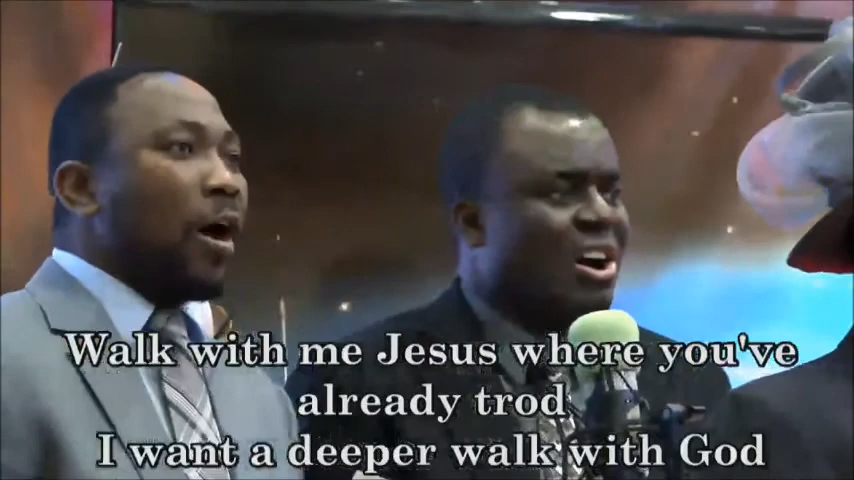 Walk with me Jesus where you've
already trod
I want a deeper walk with God